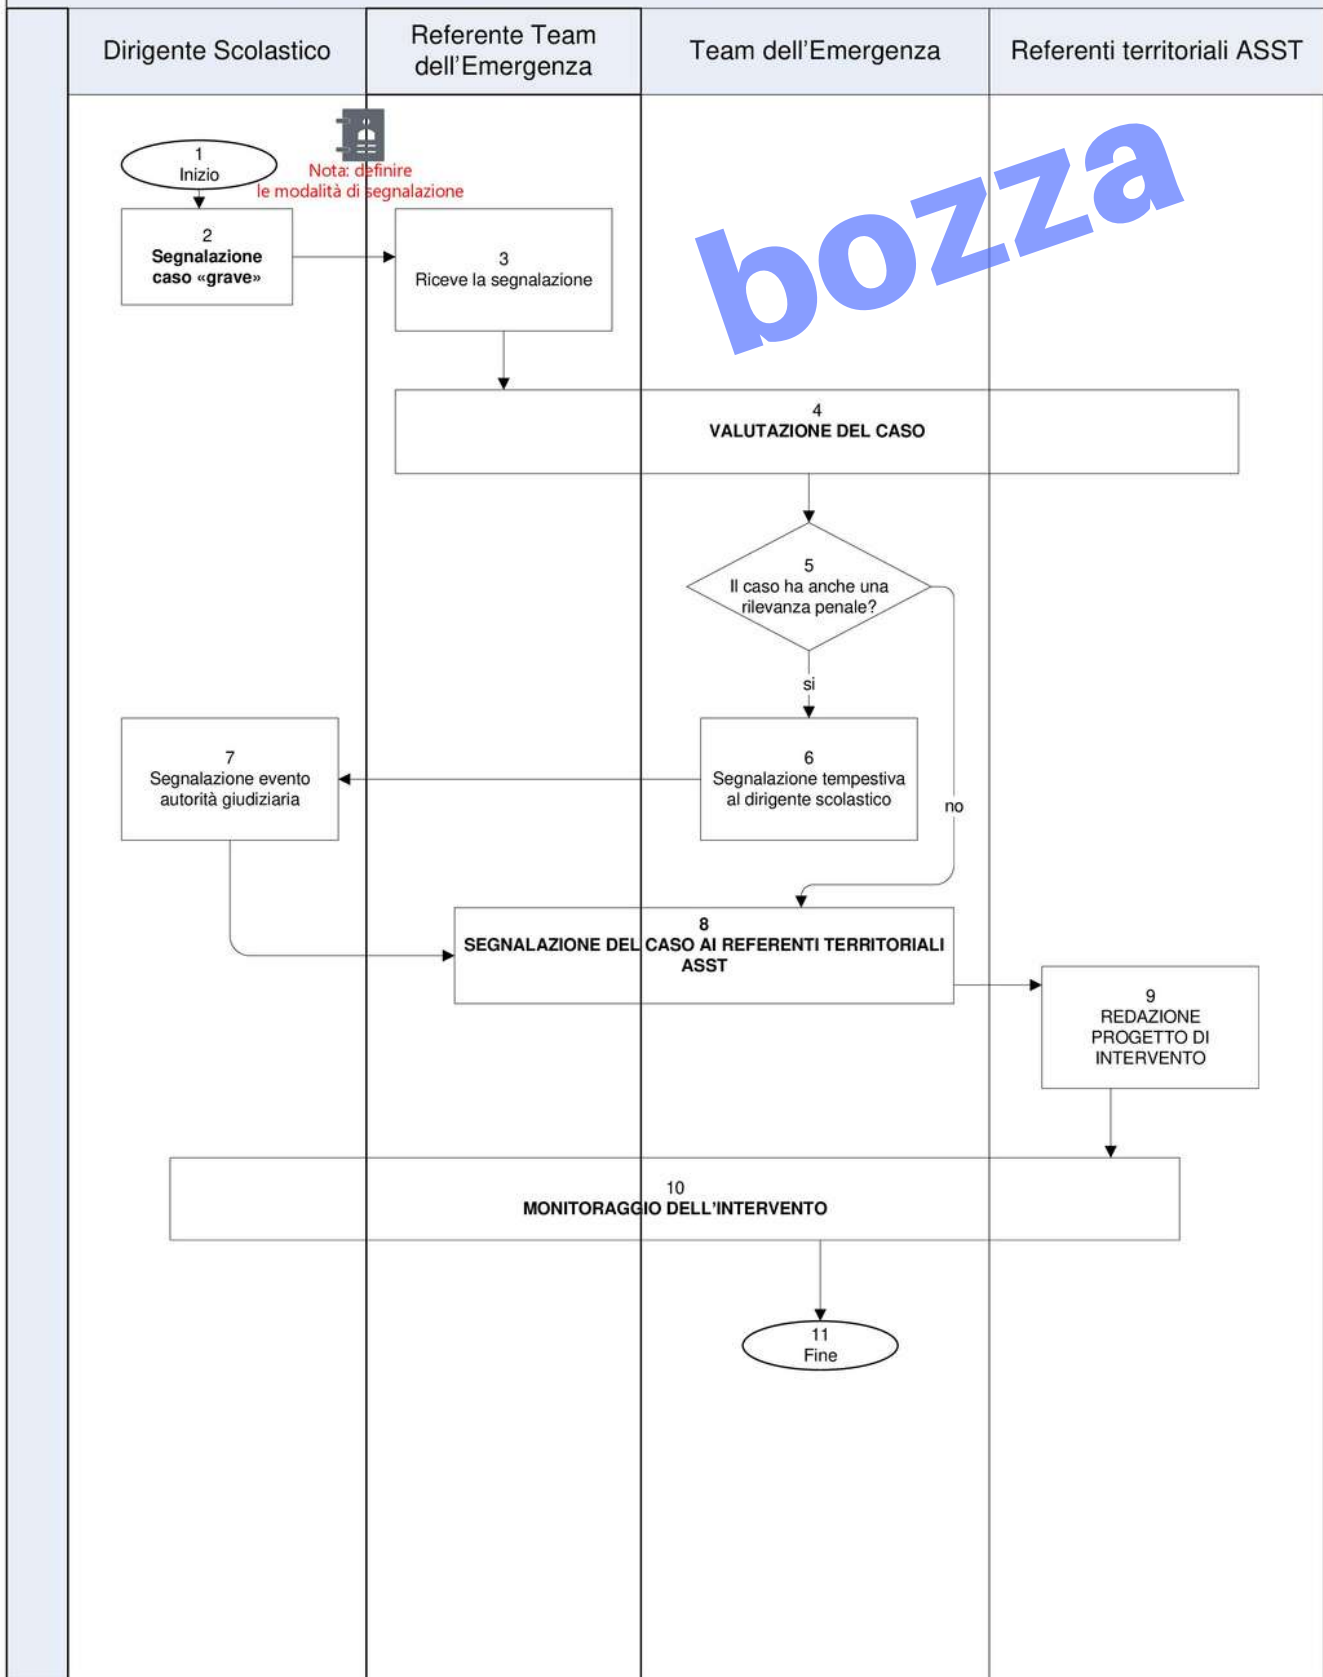 Dirigente Scolastico
Referente Team
dell'Emergenza
Team dell'Emergenza
Referenti territoriali ASST
bozza
1
Inizio
Nota: definire
le modalità di segnalazione
2
Segnalazione
caso «grave»
3
Riceve la segnalazione
4
VALUTAZIONE DEL CASO
5
Il caso ha anche una
rilevanza penale?
si
7
Segnalazione evento
autorità giudiziaria
6
Segnalazione tempestiva
al dirigente scolastico
no
8
SEGNALAZIONE DEL CASO AI REFERENTI TERRITORIALI
ASST
9
REDAZIONE
PROGETTO DI
INTERVENTO
10
MONITORAGGIO DELL'INTERVENTO
11
Fine